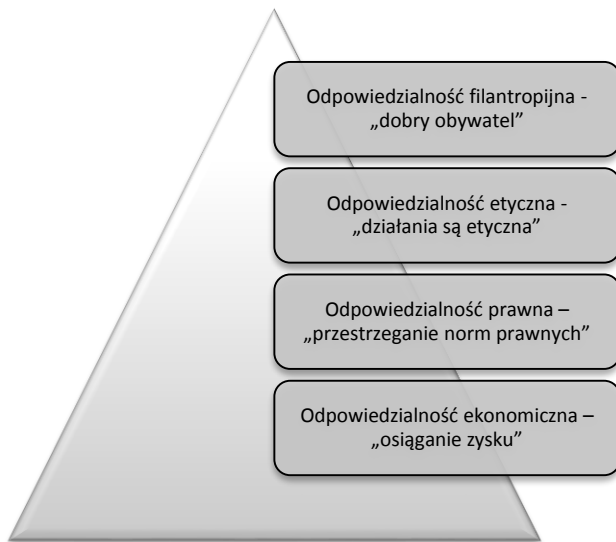 Odpowiedzialność filantropijna -
„dobry obywatel”
Odpowiedzialność etyczna -
„działania są etyczna”
Odpowiedzialność prawna –
„przestrzeganie norm prawnych”
Odpowiedzialność ekonomiczna –
„osiąganie zysku”